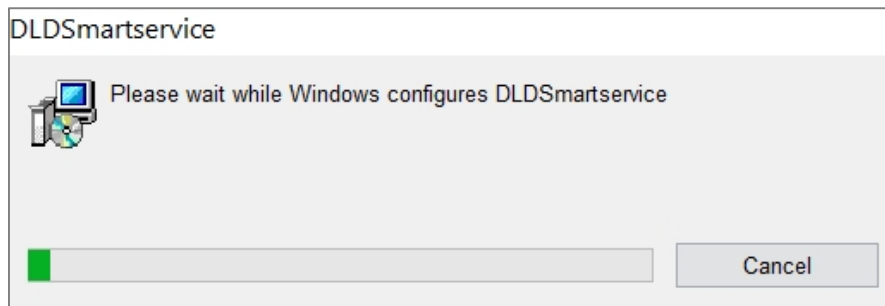 DLDSmartservice
Please wait while Windows configures DLDSmartservice
Cancel